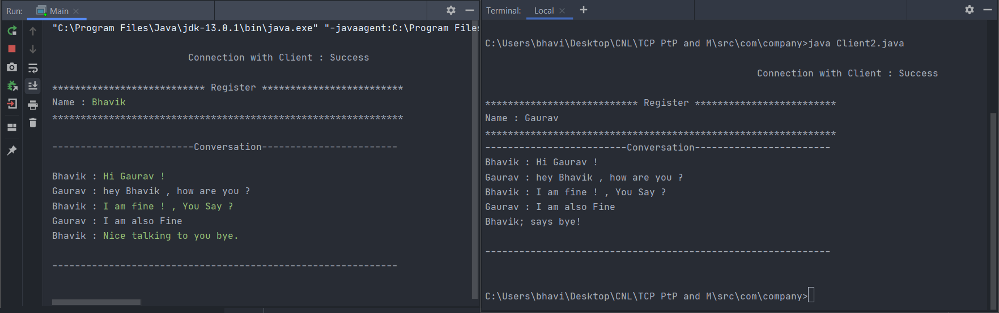 Run: Main
"C:\Program Files\Java\jdk-13.0.1\bin\java.exe" "-javaagent:C:\Program Files
Connection with Client : Success
*************************** Register *************************
Name : Bhavik
**************************************************************
-------------------------Conversation------------------------
Bhavik : Hi Gaurav !
Gaurav : hey Bhavik , how are you ?
Bhavik : I am fine ! , You Say ?
Gaurav : I am also Fine
Bhavik : Nice talking to you bye.
-------------------------------------------------------------
Terminal: Local
C:\Users\bhavi\Desktop\CNL\TCP PtP and M\src\com\company>java Client2.java
Connection with Client : Success
*************************** Register *************************
Name : Gaurav
**************************************************************
-------------------------Conversation------------------------
Bhavik : Hi Gaurav !
Gaurav : hey Bhavik , how are you ?
Bhavik : I am fine ! , You Say ?
Gaurav : I am also Fine
Bhavik; says bye!
-------------------------------------------------------------
C:\Users\bhavi\Desktop\CNL\TCP PtP and M\src\com\company>